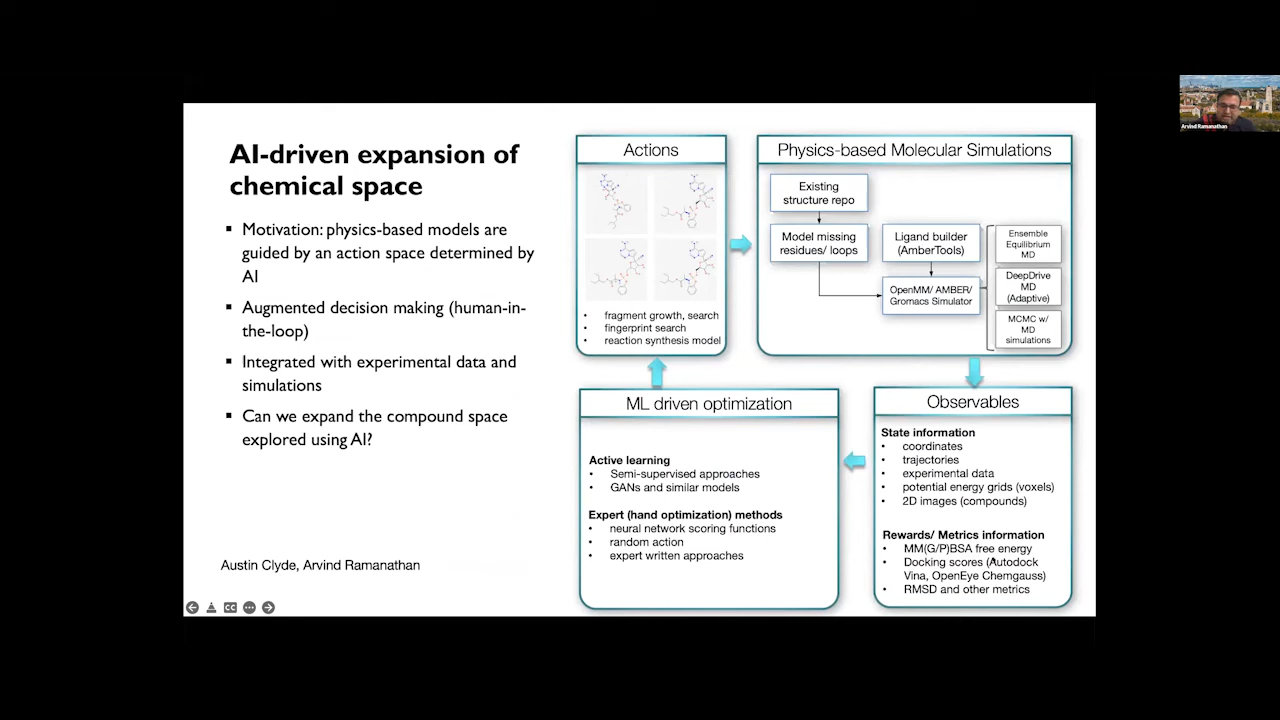 AI-driven expansion of
chemical space
▪ Motivation: physics-based models are
guided by an action space determined by
AI
▪ Augmented decision making (human-in-
the-loop)
▪ Integrated with experimental data and
simulations
▪ Can we expand the compound space
explored using AI?
Austin Clyde, Arvind Ramanathan
CC
Actions
• fragment growth, search
• fingerprint search
• reaction synthesis model
Physics-based Molecular Simulations
Existing
structure repo
Model missing
residues/ loops
Ligand builder
(AmberTools)
OpenMM/ AMBER/
Gromacs Simulator
Ensemble
Equilibrium
MD
DeepDrive
MD
(Adaptive)
MCMC w/
MD
simulations
Observables
State information
• coordinates
• trajectories
• experimental data
• potential energy grids (voxels)
• 2D images (compounds)
Rewards/ Metrics information
• MM(G/P)BSA free energy
• Docking scores (Autodock
Vina, OpenEye Chemgauss)
• RMSD and other metrics
ML driven optimization
Active learning
• Semi-supervised approaches
• GANs and similar models
Expert (hand optimization) methods
• neural network scoring functions
• random action
• expert written approaches
Arvind Ramanathan